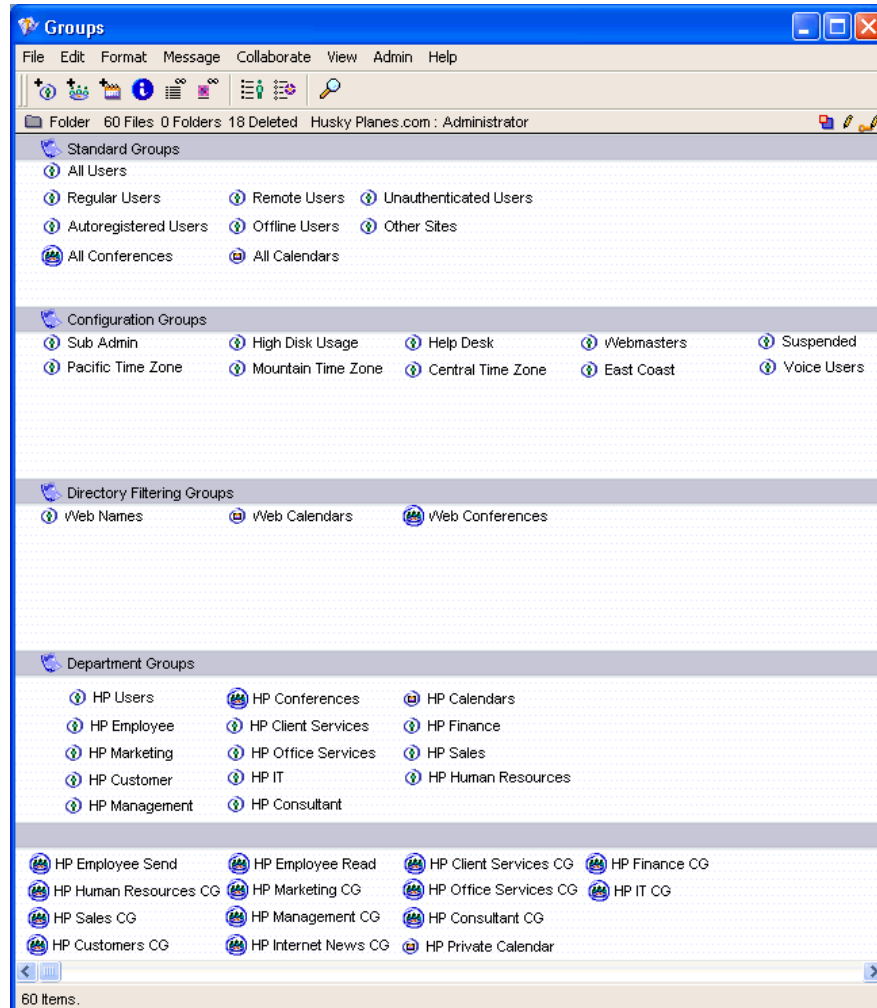 Groups
File Edit Format Message Collaborate View Admin Help
Folder 60 Files 0 Folders 18 Deleted Husky Planes.com : Administrator
Standard Groups
All Users
Regular Users Remote Users Unauthenticated Users
Autoregistered Users Offline Users Other Sites
All Conferences All Calendars
Configuration Groups
Sub Admin High Disk Usage Help Desk Webmasters Suspended
Pacific Time Zone Mountain Time Zone Central Time Zone East Coast Voice Users
Directory Filtering Groups
Web Names Web Calendars Web Conferences
Department Groups
HP Users HP Conferences HP Calendars
HP Employee HP Client Services HP Finance
HP Marketing HP Office Services HP Sales
HP Customer HP IT HP Human Resources
HP Management HP Consultant
HP Employee Send HP Employee Read HP Client Services CG HP Finance CG
HP Human Resources CG HP Marketing CG HP Office Services CG HP IT CG
HP Sales CG HP Management CG HP Consultant CG
HP Customers CG HP Internet News CG HP Private Calendar
60 Items.